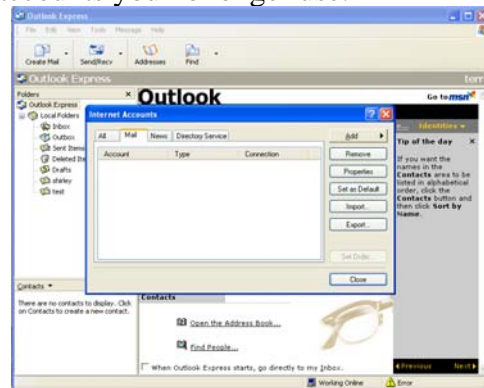 Outlook Express
File Edit View Tools Message Help
Create Mail Send/Recv Addresses Find
Outlook Express
Folders ×
Outlook Express
Local Folders
Inbox
Outbox
Sent Items
Deleted Ite
Drafts
shirley
test
Outlook
Go to msn
Identities
Internet Accounts
All Mail News Directory Service
Account Type Connection
Add
Remove
Properties
Set as Default
Import...
Export...
Set Order...
Close
Tip of the day ×
If you want the
names in the
Contacts area to be
listed in alphabetical
order, click the
Contacts button and
then click Sort by
Name.
Contacts
There are no contacts to display. Click
on Contacts to create a new contact.
Contacts
Open the Address Book...
Find People...
When Outlook Express starts, go directly to my Inbox.
Previous Next
Working Online Error